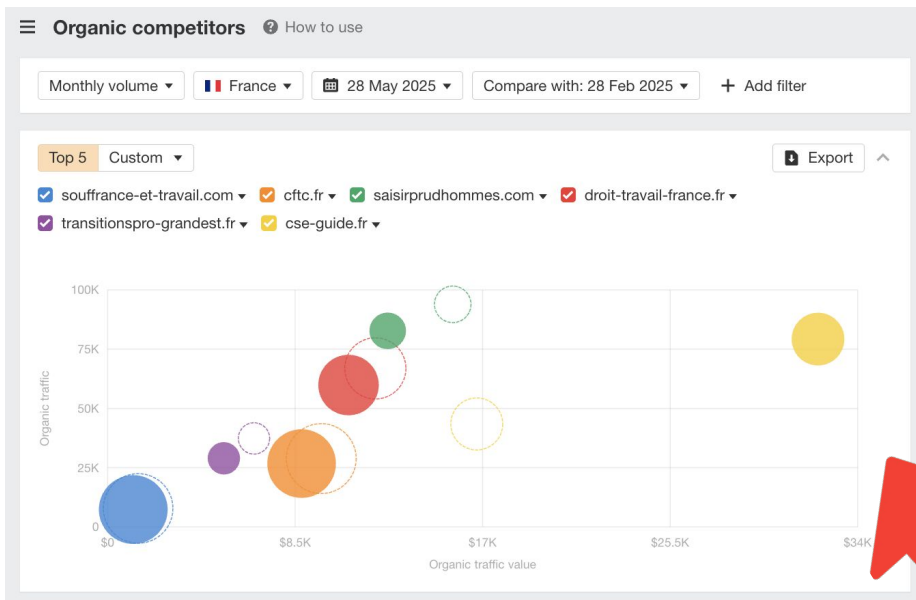 Organic competitors How to use
Monthly volume France 28 May 2025 Compare with: 28 Feb 2025 + Add filter
Top 5 Custom Export
souffrance-et-travail.com cftc.fr saisirprudhommes.com droit-travail-france.fr
transitionspro-grandest.fr cse-guide.fr
100K
75K
50K
25K
0
Organic traffic
$0 $8.5K $17K $25.5K $34K
Organic traffic value